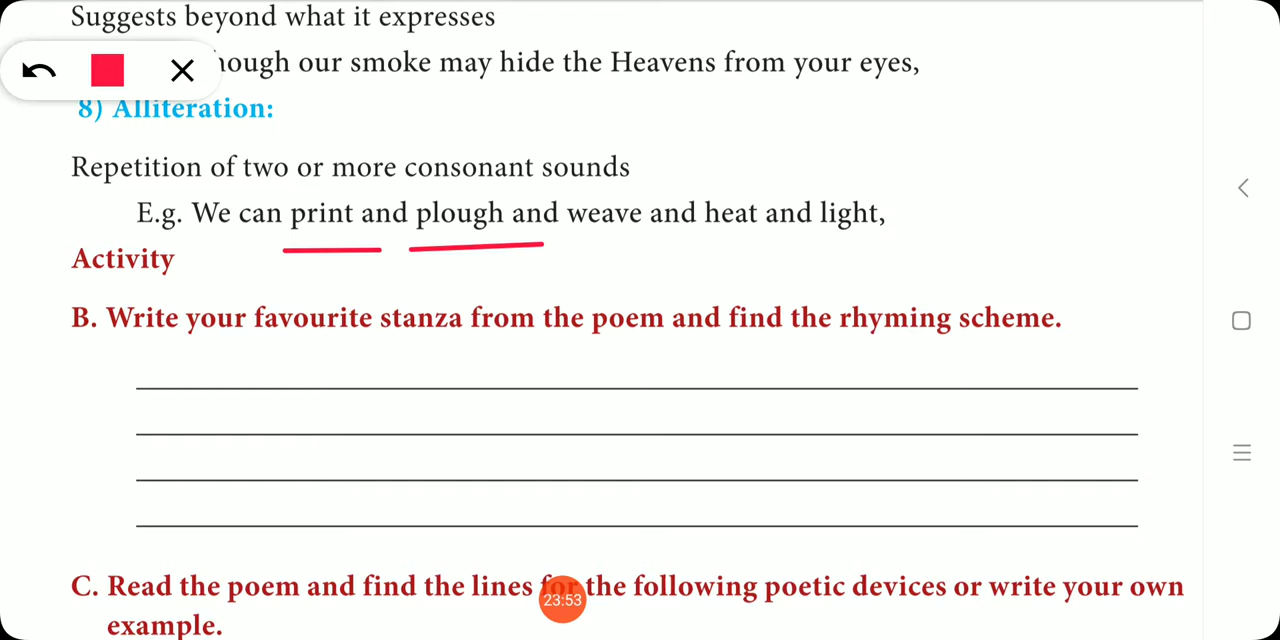 Suggests beyond what it expresses
hough our smoke may hide the Heavens from your eyes,
8) Alliteration:
Repetition of two or more consonant sounds
E.g. We can print and plough and weave and heat and light,
Activity
B. Write your favourite stanza from the poem and find the rhyming scheme.
C. Read the poem and find the lines for the following poetic devices or write your own
23:53
example.